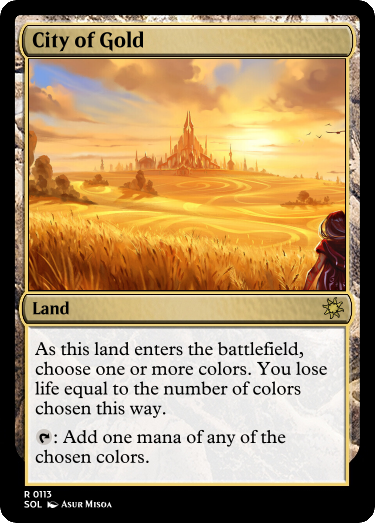 City of Gold
Land
As this land enters the battlefield,
choose one or more colors. You lose
life equal to the number of colors
chosen this way.
: Add one mana of any of the
chosen colors.
R 0113
SOL Asur Misoa